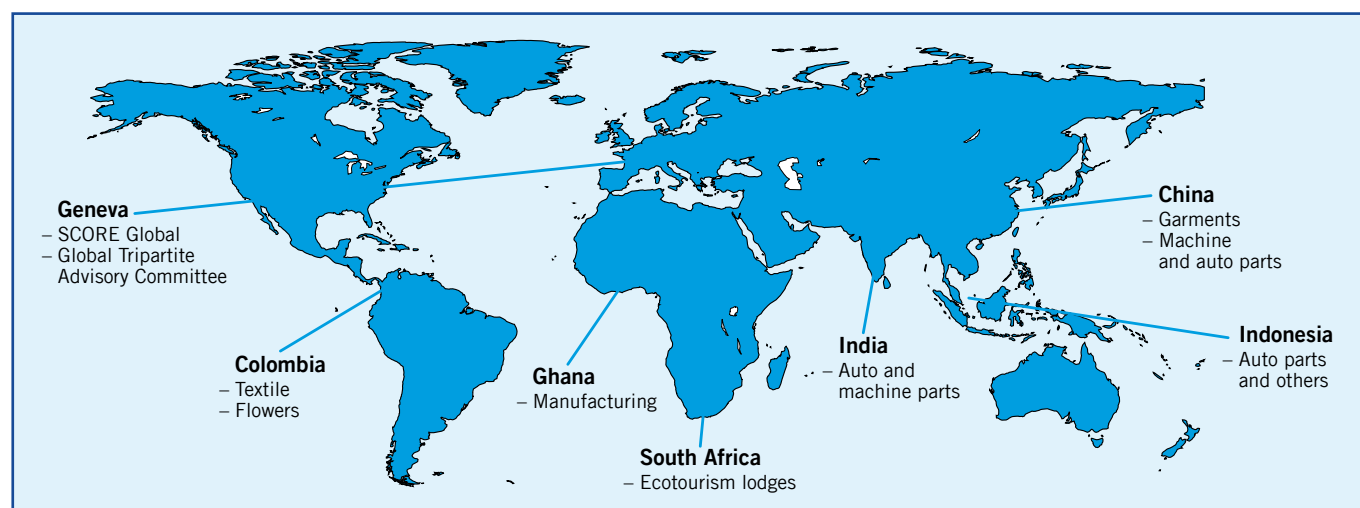 Geneva
– SCORE Global
– Global Tripartite
Advisory Committee
Colombia
– Textile
– Flowers
Ghana
– Manufacturing
South Africa
– Ecotourism lodges
India
– Auto and
machine parts
China
– Garments
– Machine
and auto parts
Indonesia
– Auto parts
and others